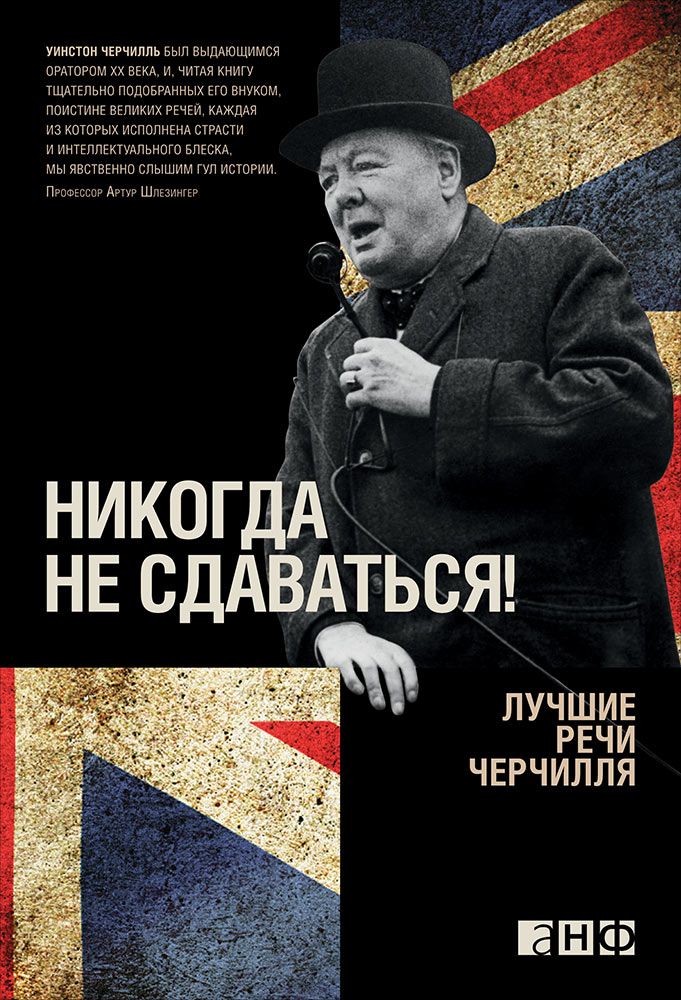 УИНСТОН ЧЕРЧИЛЛЬ БЫЛ ВЫДАЮЩИМСЯ
ОРАТОРОМ XX ВЕКА, И, ЧИТАЯ КНИГУ
ТЩАТЕЛЬНО ПОДОБРАННЫХ ЕГО ВНУКОМ,
ПОИСТИНЕ ВЕЛИКИХ РЕЧЕЙ, КАЖДАЯ
ИЗ КОТОРЫХ ИСПОЛНЕНА СТРАСТИ
И ИНТЕЛЛЕКТУАЛЬНОГО БЛЕСКА,
МЫ ЯВСТВЕННО СЛЫШИМ ГУЛ ИСТОРИИ.
ПРОФЕССОР АРТУР ШЛЕЗИНГЕР
НИКОГДА
НЕ СДАВАТЬСЯ!
ЛУЧШИЕ
РЕЧИ
ЧЕРЧИЛЛЯ
анф